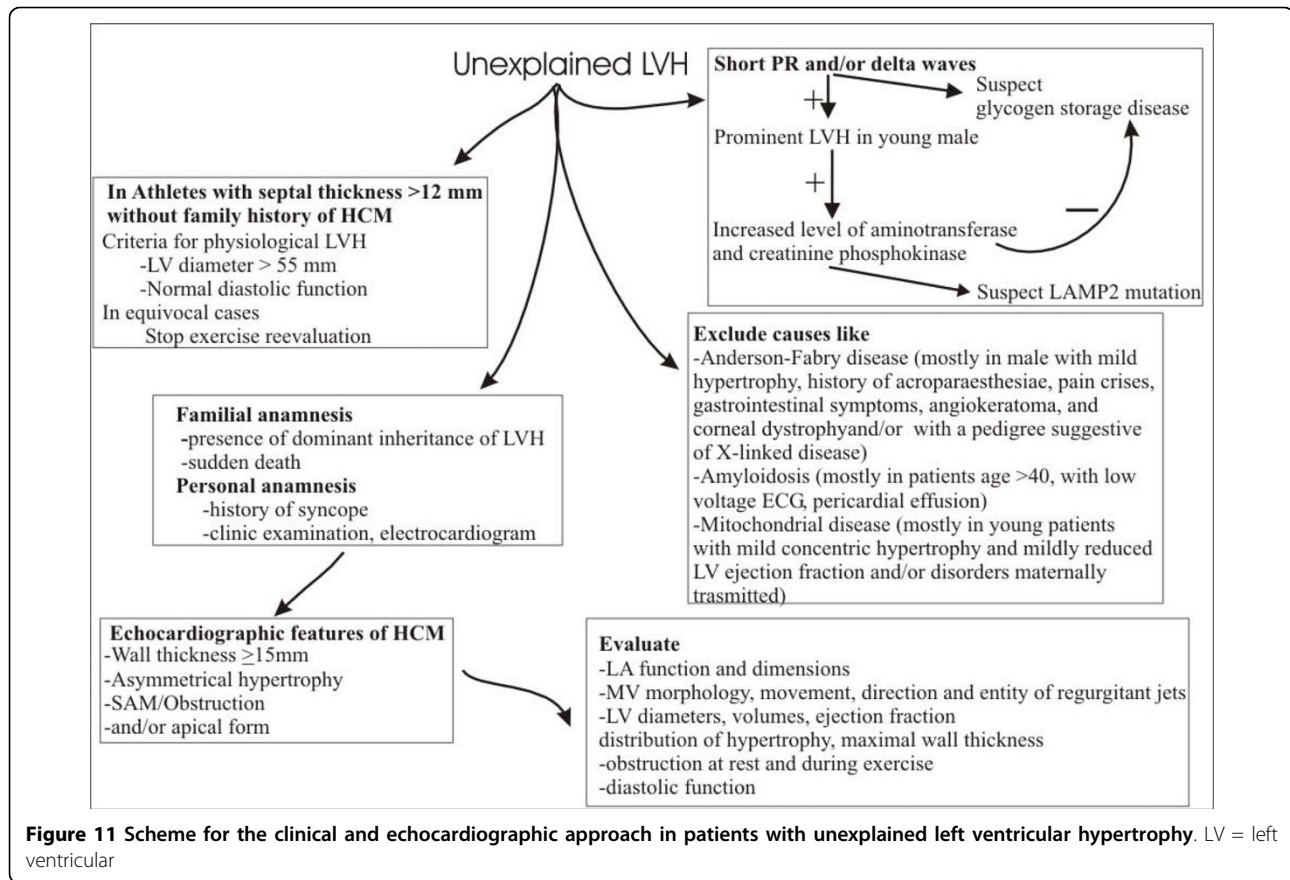 Unexplained LVH
Short PR and/or delta waves
+
Suspect
glycogen storage disease
Prominent LVH in young male
+
Increased level of aminotransferase
and creatinine phosphokinase
–
Suspect LAMP2 mutation
In Athletes with septal thickness >12 mm
without family history of HCM
Criteria for physiological LVH
-LV diameter > 55 mm
-Normal diastolic function
In equivocal cases
Stop exercise reevaluation
Exclude causes like
-Anderson-Fabry disease (mostly in male with mild
hypertrophy, history of acroparaesthesiae, pain crises,
gastrointestinal symptoms, angiokeratoma, and
corneal dystrophyand/or with a pedigree suggestive
of X-linked disease)
-Amyloidosis (mostly in patients age >40, with low
voltage ECG, pericardial effusion)
-Mitochondrial disease (mostly in young patients
with mild concentric hypertrophy and mildly reduced
LV ejection fraction and/or disorders maternally
trasmitted)
Familial anamnesis
-presence of dominant inheritance of LVH
-sudden death
Personal anamnesis
-history of syncope
-clinic examination, electrocardiogram
Echocardiographic features of HCM
-Wall thickness ≥15mm
-Asymmetrical hypertrophy
-SAM/Obstruction
-and/or apical form
Evaluate
-LA function and dimensions
-MV morphology, movement, direction and entity of regurgitant jets
-LV diameters, volumes, ejection fraction
distribution of hypertrophy, maximal wall thickness
-obstruction at rest and during exercise
-diastolic function
Figure 11 Scheme for the clinical and echocardiographic approach in patients with unexplained left ventricular hypertrophy. LV = left
ventricular